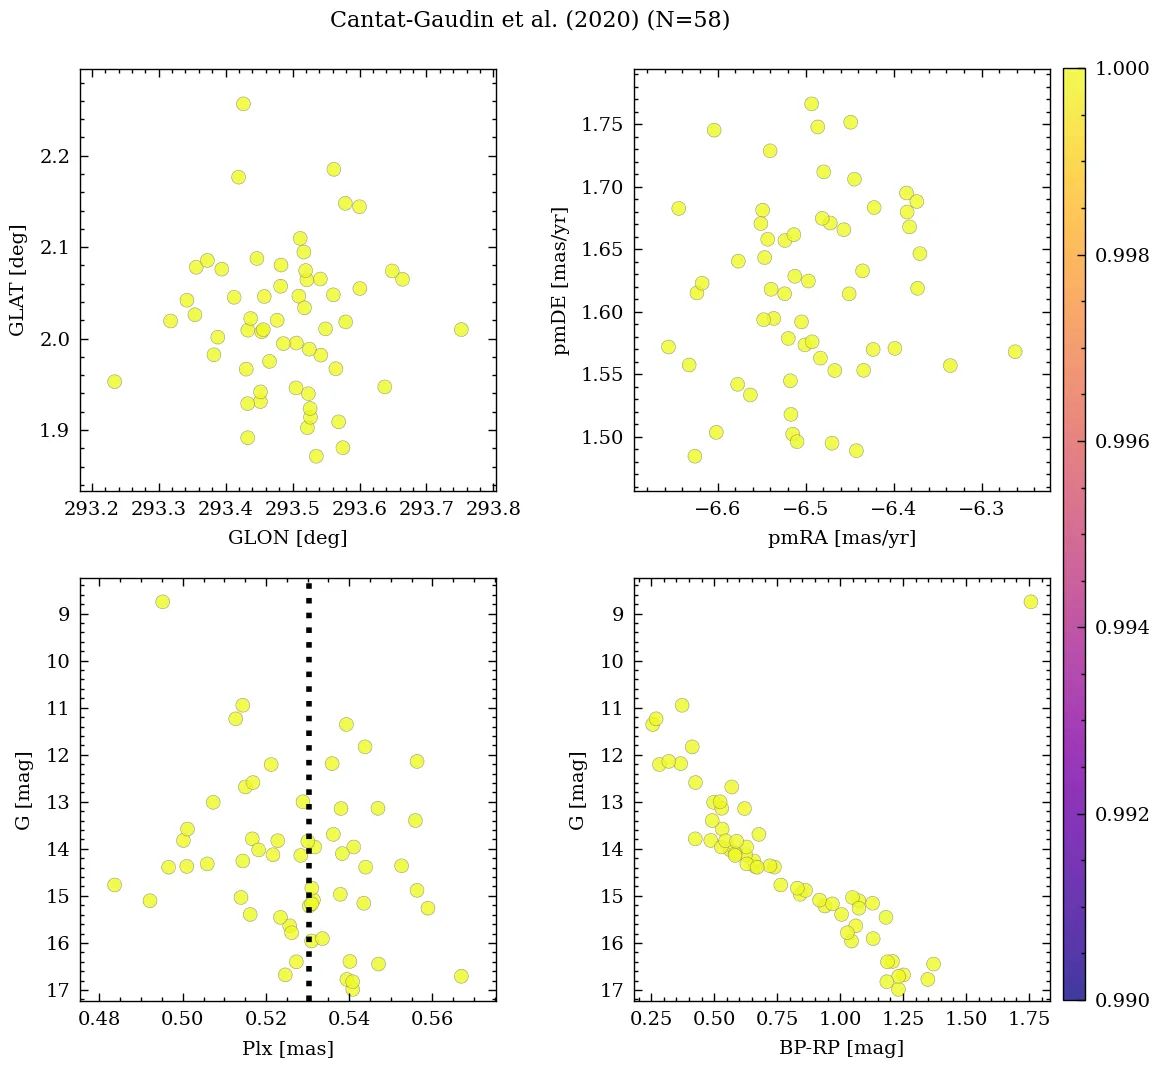 Cantat-Gaudin et al. (2020) (N=58)
2.2
2.1
2.0
1.9
GLAT [deg]
293.2 293.3 293.4 293.5 293.6 293.7 293.8
GLON [deg]
1.75
1.70
1.65
1.60
1.55
1.50
pmDE [mas/yr]
−6.6 −6.5 −6.4 −6.3
pmRA [mas/yr]
1.000
0.998
0.996
0.994
0.992
0.990
9
10
11
12
13
14
15
16
17
G [mag]
0.48 0.50 0.52 0.54 0.56
Plx [mas]
9
10
11
12
13
14
15
16
17
G [mag]
0.25 0.50 0.75 1.00 1.25 1.50 1.75
BP-RP [mag]